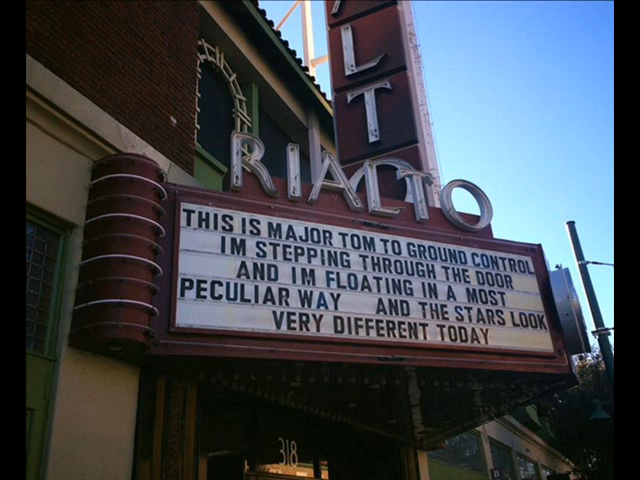 LT
RIALTO
THIS IS MAJOR TOM TO GROUND CONTROL
IM STEPPING THROUGH THE DOOR
AND IM FLOATING IN A MOST
PECULIAR WAY AND THE STARS LOOK
VERY DIFFERENT TODAY
318